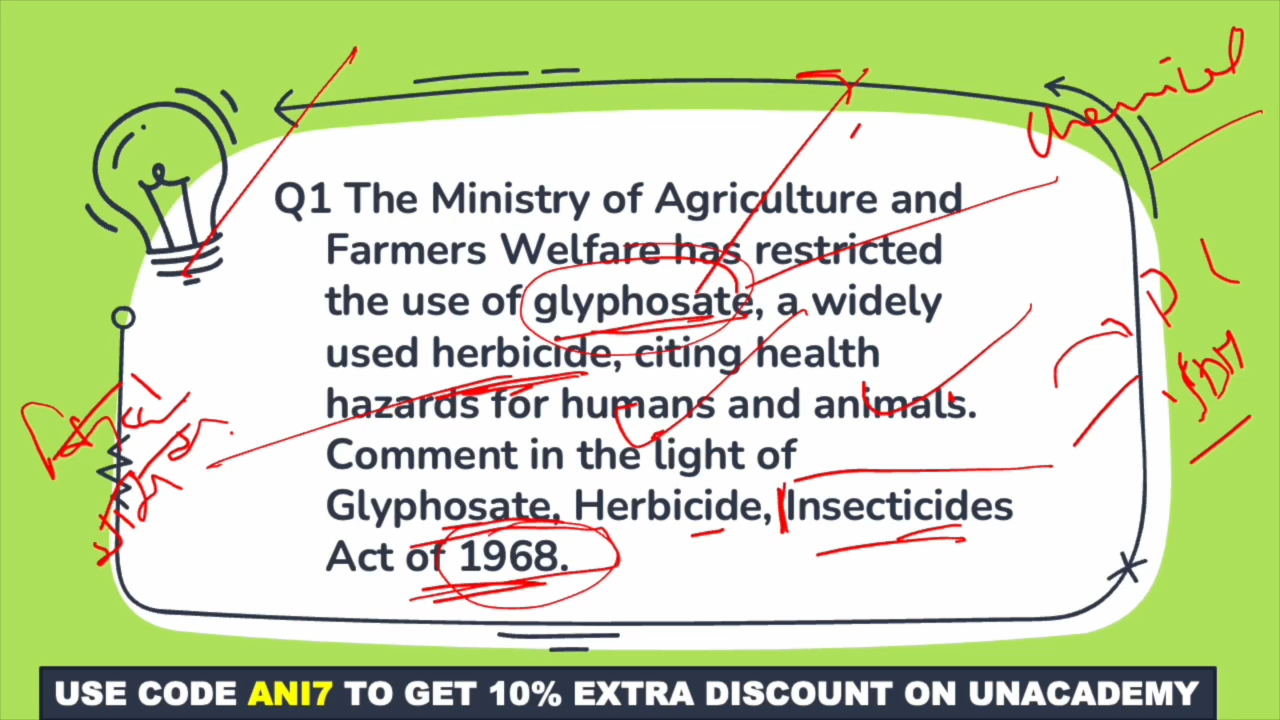 Q1 The Ministry of Agriculture and
Farmers Welfare has restricted
the use of glyphosate, a widely
used herbicide, citing health
hazards for humans and animals.
Comment in the light of
Glyphosate, Herbicide, Insecticides
Act of 1968.
Chemical
USE CODE ANI7 TO GET 10% EXTRA DISCOUNT ON UNACADEMY